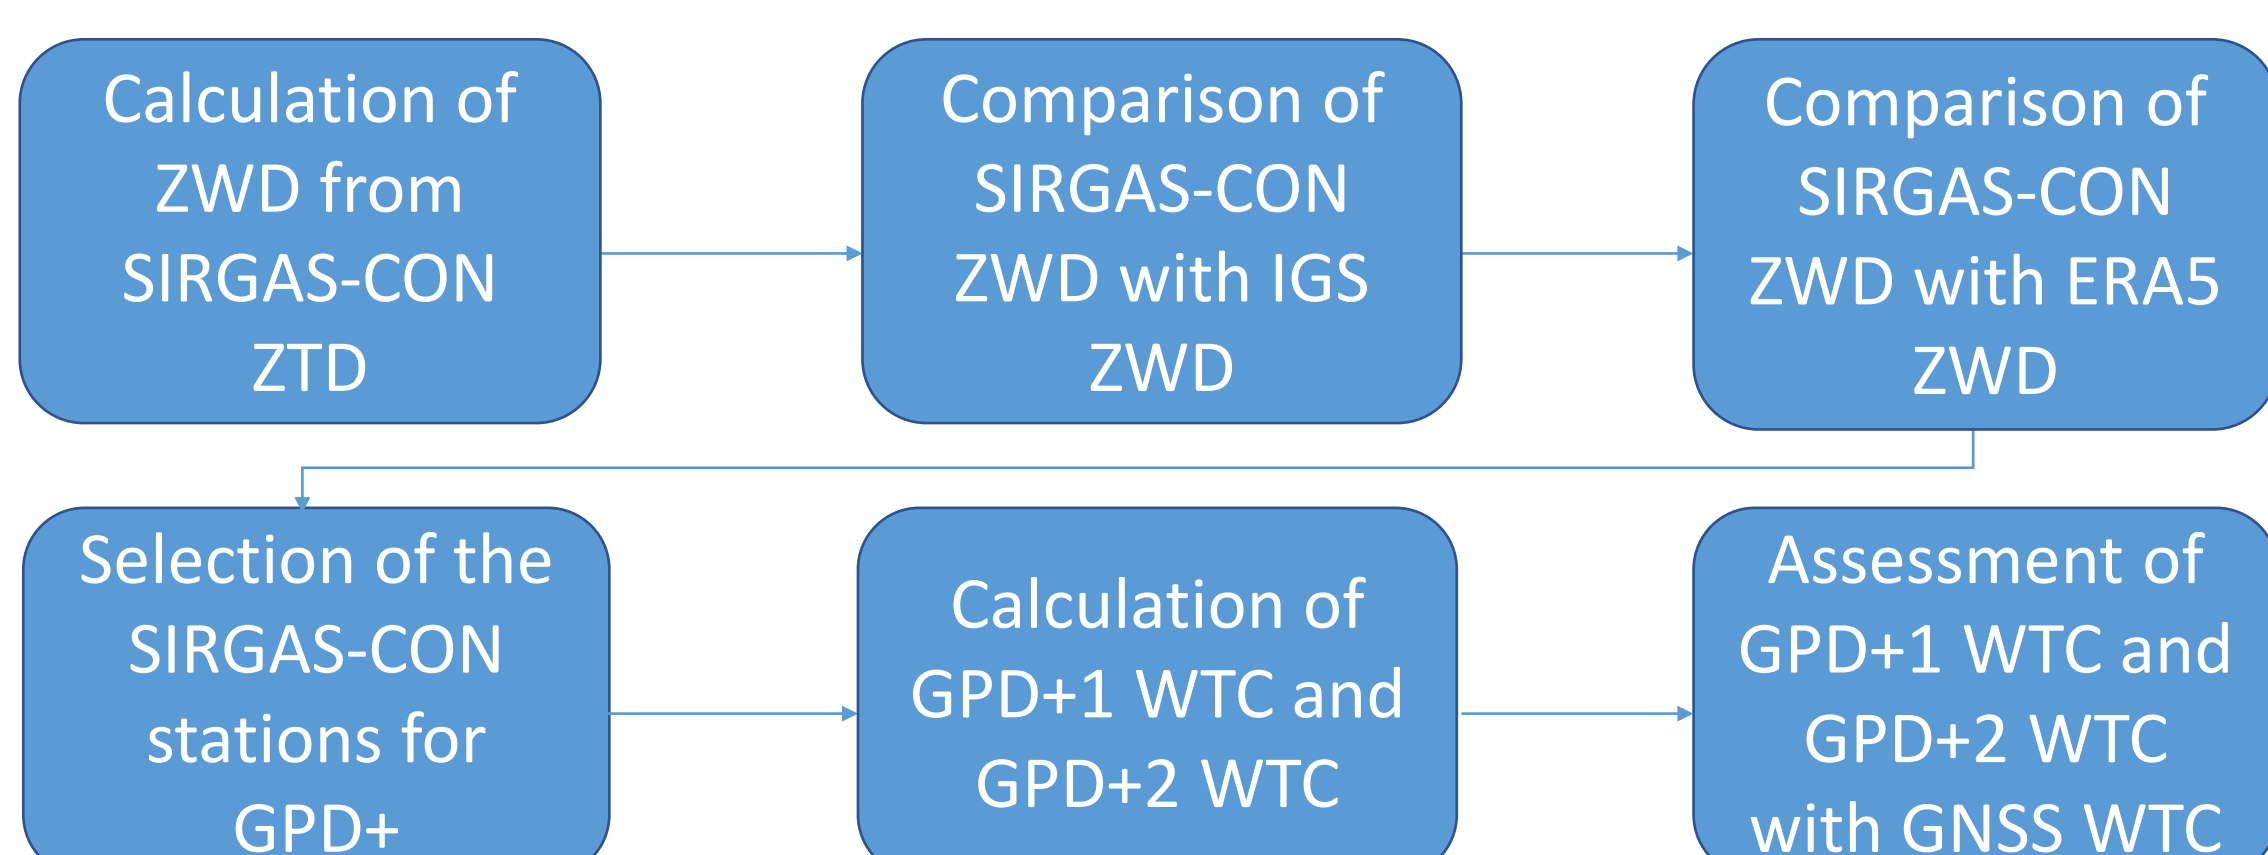 Calculation of
ZWD from
SIRGAS-CON
ZTD
Comparison of
SIRGAS-CON
ZWD with IGS
ZWD
Comparison of
SIRGAS-CON
ZWD with ERA5
ZWD
Selection of the
SIRGAS-CON
stations for
GPD+
Calculation of
GPD+1 WTC and
GPD+2 WTC
Assessment of
GPD+1 WTC and
GPD+2 WTC
with GNSS WTC